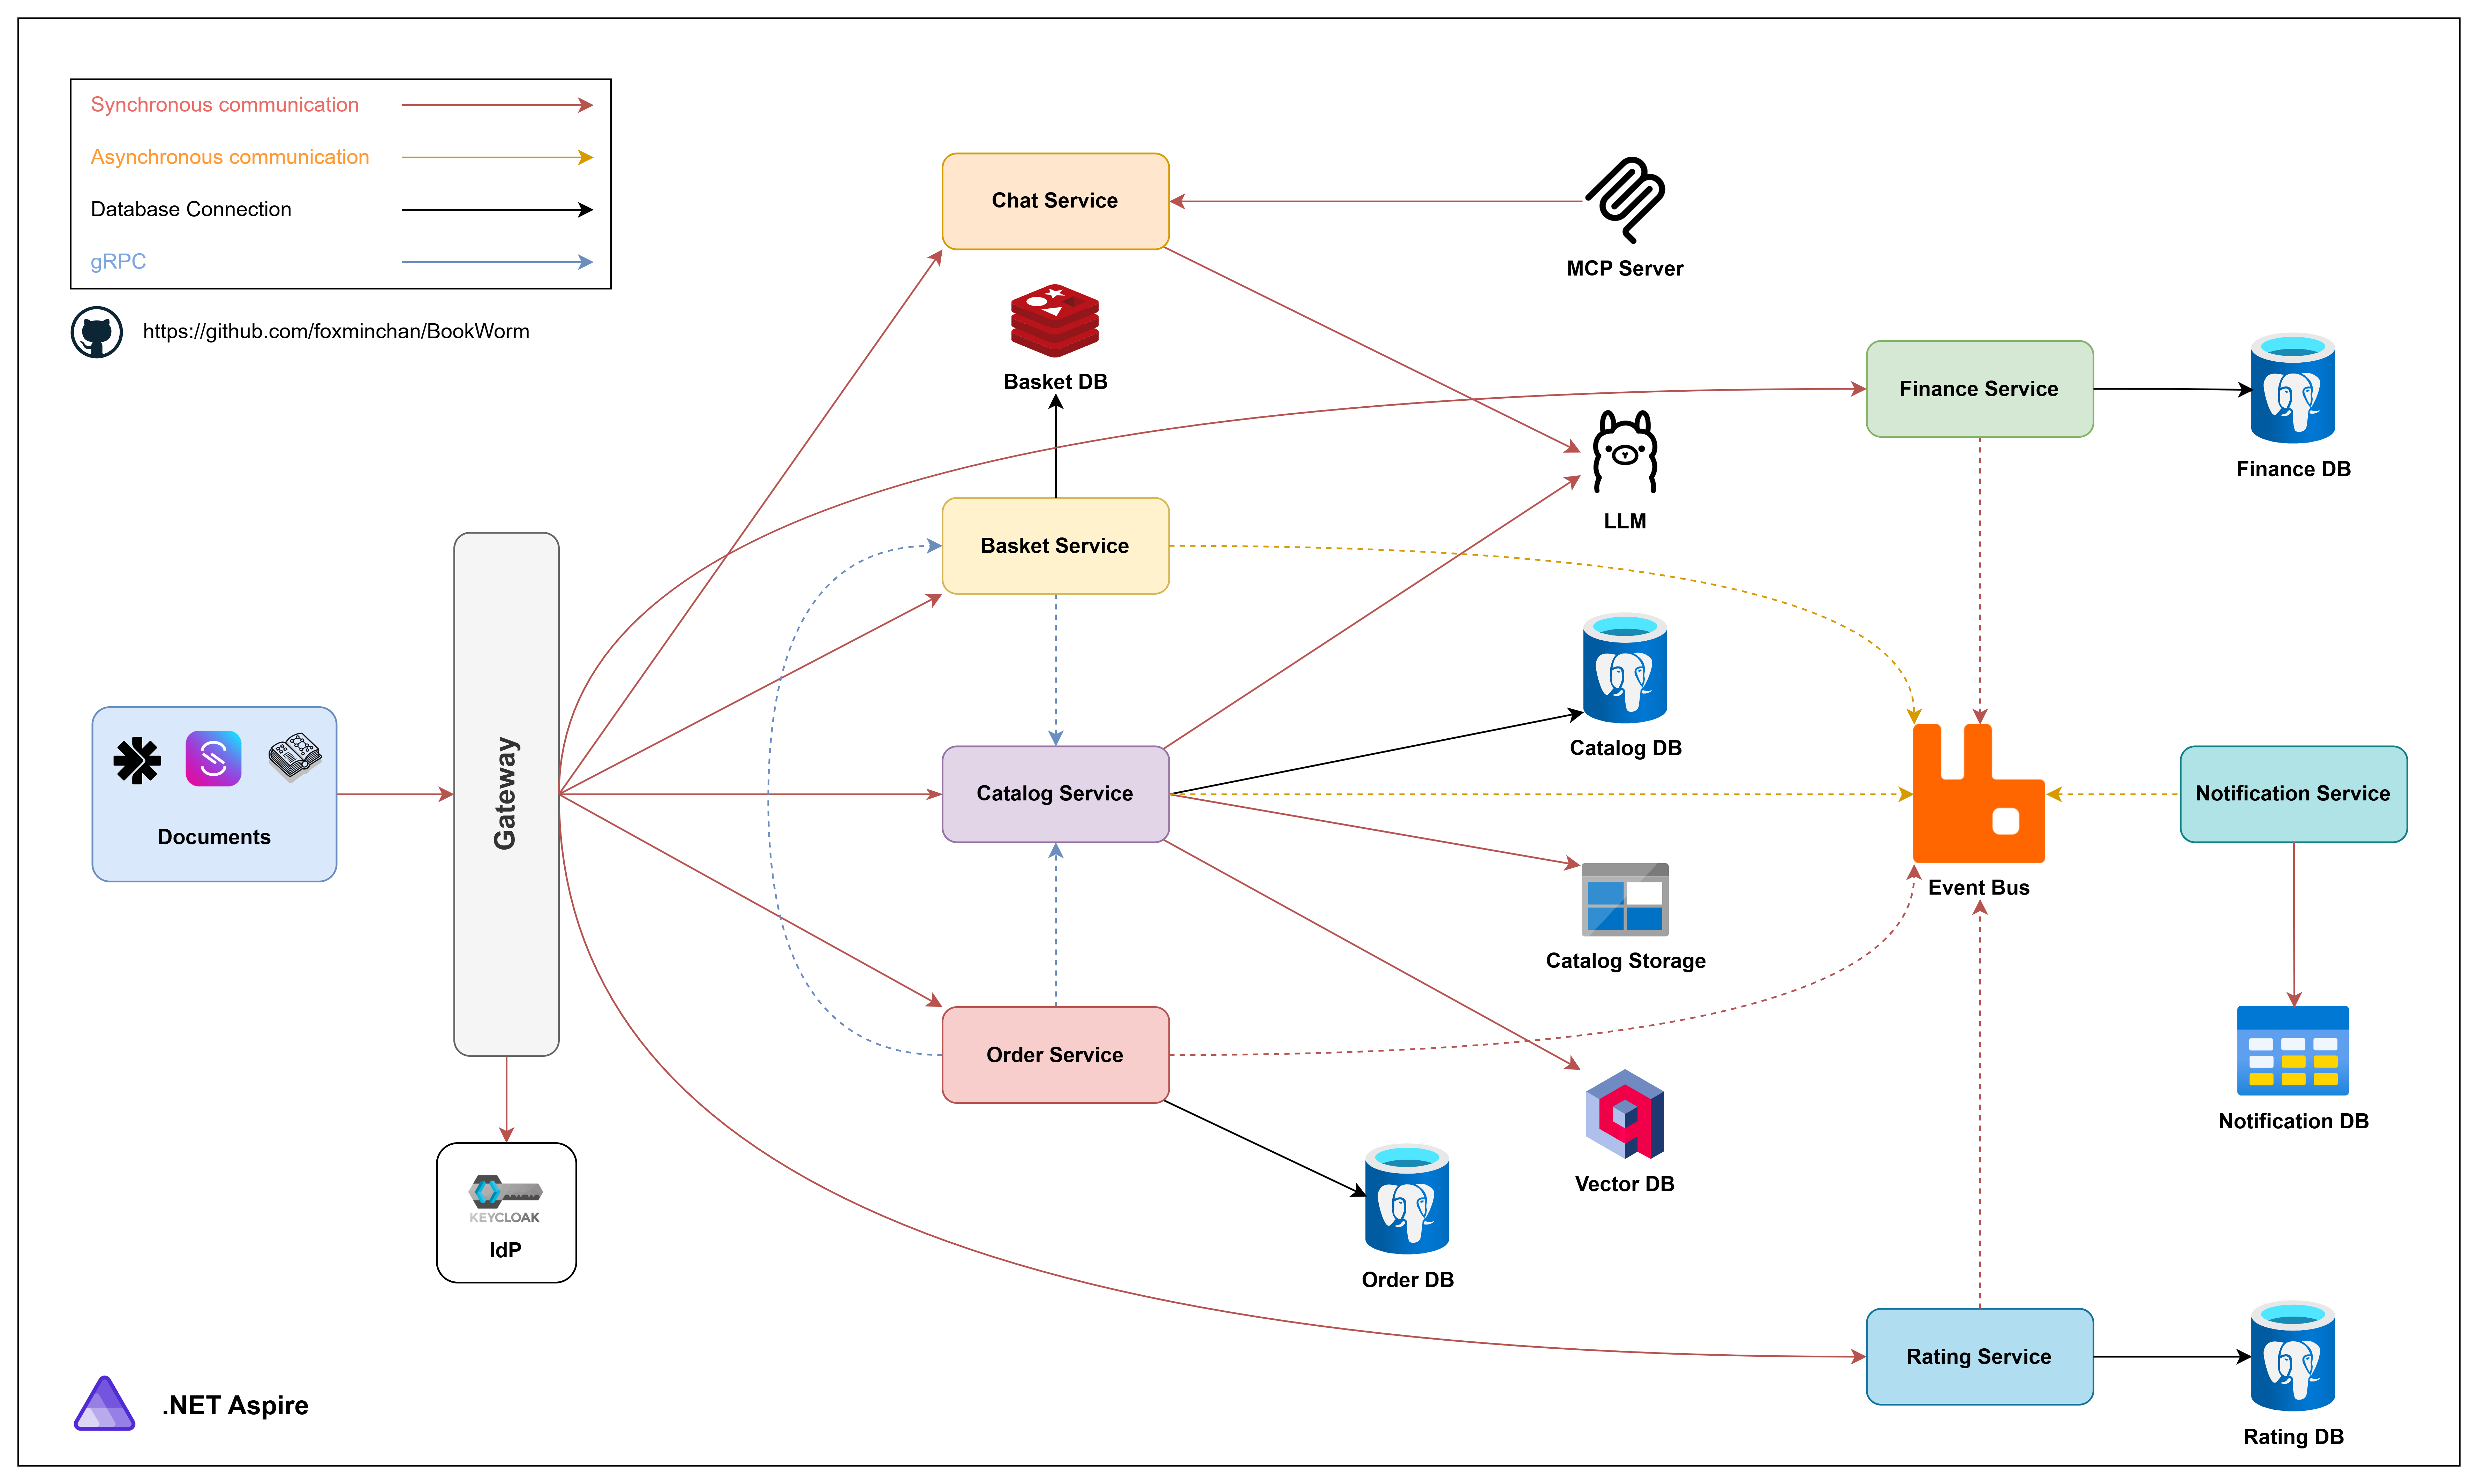 Synchronous communication
Asynchronous communication
Database Connection
gRPC
https://github.com/foxminchan/BookWorm
Chat Service
MCP Server
Basket DB
Finance Service
Finance DB
LLM
Basket Service
Gateway
Catalog DB
Documents
Catalog Service
Notification Service
Event Bus
Catalog Storage
Order Service
Notification DB
Vector DB
KEYCLOAK
IdP
Order DB
Rating Service
.NET Aspire
Rating DB